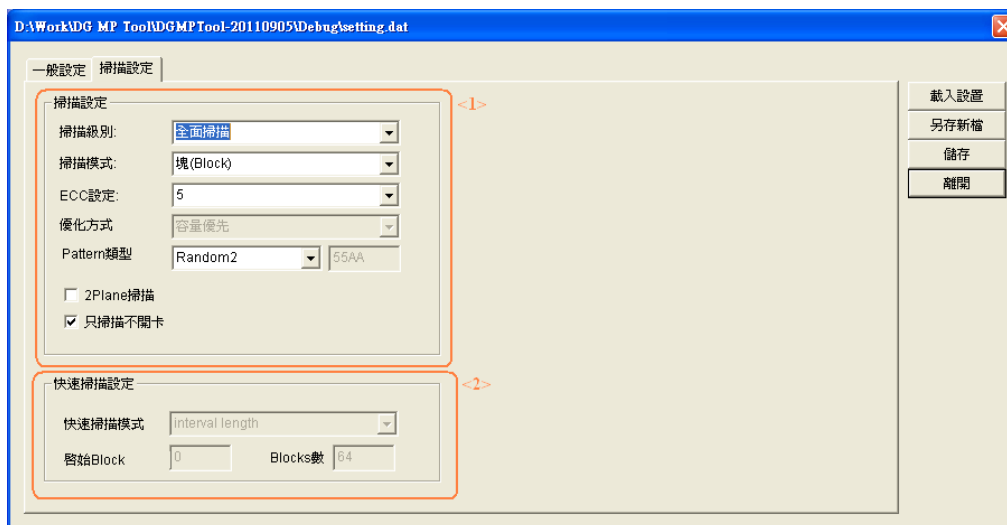 D:\Work\DG MP Tool\DGMPTool-20110905\Debug\setting.dat
一般設定 掃描設定
掃描設定 <1>
掃描級別: 全面掃描
掃描模式: 塊(Block)
ECC設定: 5
優化方式 容量優先
Pattern類型 Random2 55AA
2Plane掃描
只掃描不開卡
快速掃描設定 <2>
快速掃描模式 interval length
啓始Block 0 Blocks數 64
載入設置
另存新檔
儲存
離開